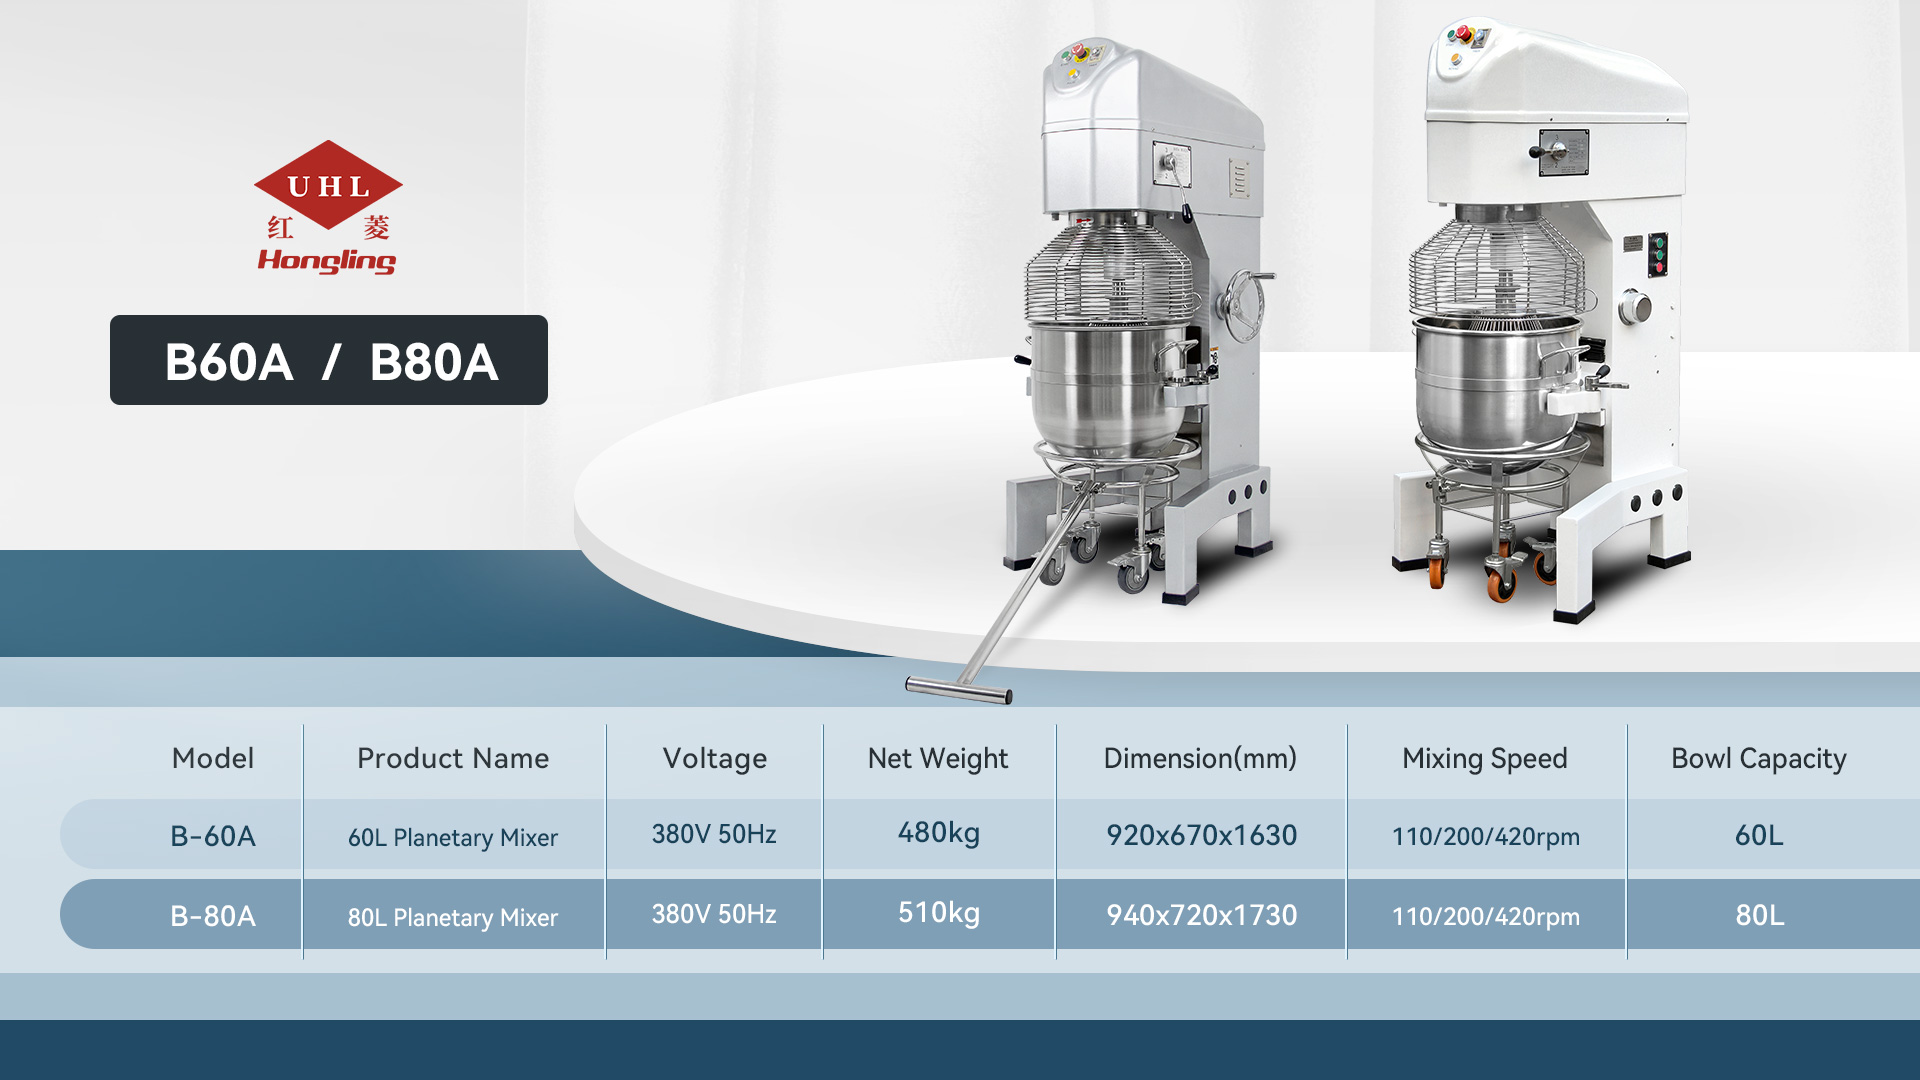 UHL
红 菱
Hongling
B60A / B80A
Model Product Name Voltage Net Weight Dimension(mm) Mixing Speed Bowl Capacity
B-60A 60L Planetary Mixer 380V 50Hz 480kg 920x670x1630 110/200/420rpm 60L
B-80A 80L Planetary Mixer 380V 50Hz 510kg 940x720x1730 110/200/420rpm 80L